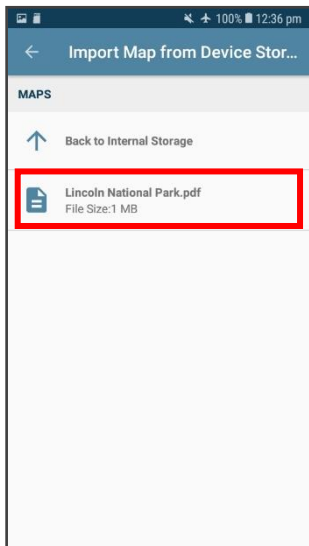 100% 12:36 pm
Import Map from Device Stor...
MAPS
Back to Internal Storage
Lincoln National Park.pdf
File Size:1 MB